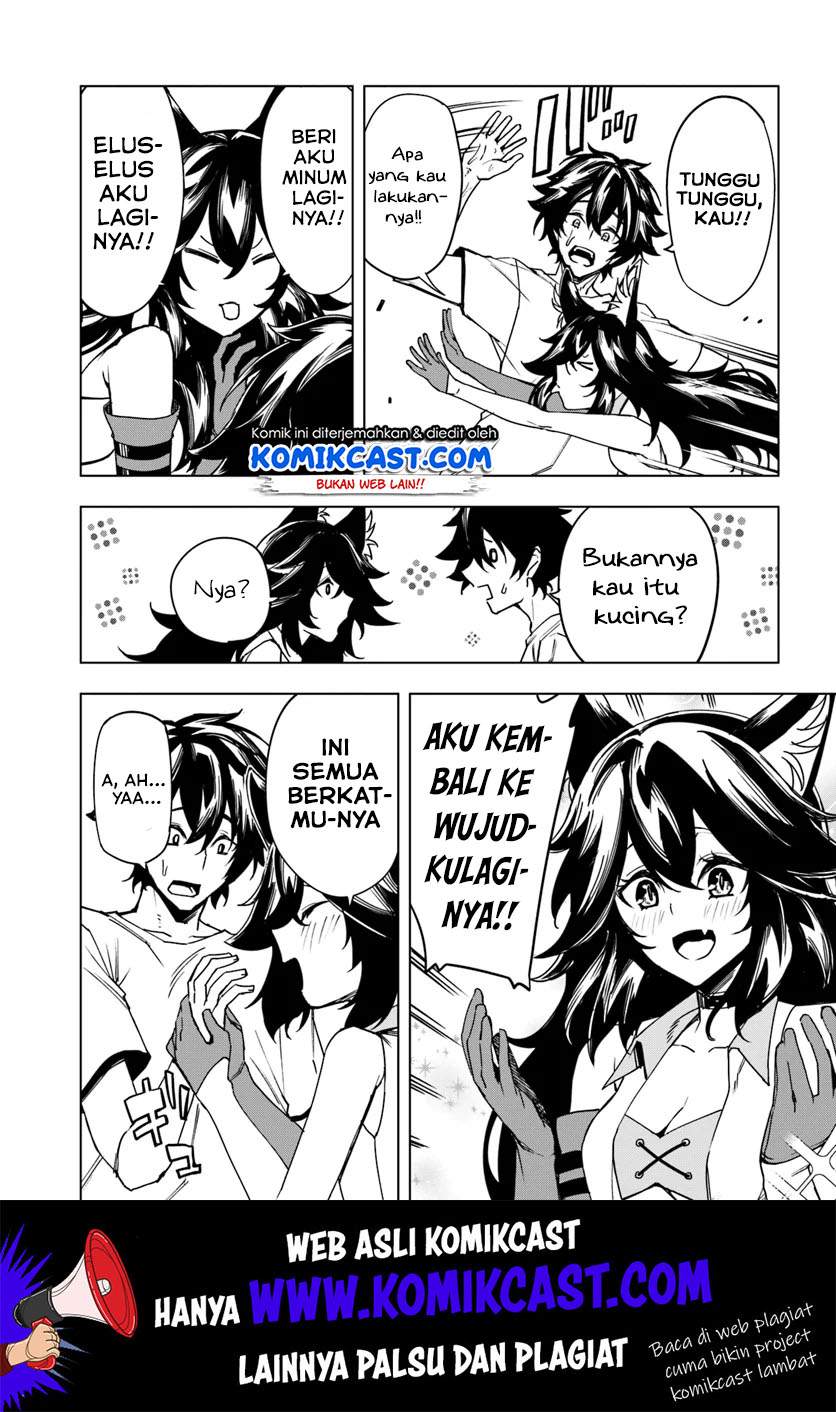 TUNGGU
TUNGGU,
KAU!!
Apa
yang kau
lakukan-
nya!!
BERI
AKU
MINUM
LAGI-
NYA!!
ELUS-
ELUS
AKU
LAGI-
NYA!!
Komik ini diterjemahkan & diedit oleh
KOMIKCAST.COM
BUKAN WEB LAIN!!
Bukannya
kau itu
kucing?
Nya?
AKU KEM-
BALI KE
WUJUD-
KULAGI-
NYA!!
INI
SEMUA
BERKAT-
MU-NYA
A, AH...
YAA...
ギュ
WEB ASLI KOMIKCAST
HANYA WWW.KOMIKCAST.COM
LAINNYA PALSU DAN PLAGIAT
Baca di web plagiat
cuma bikin project
komikcast lambat